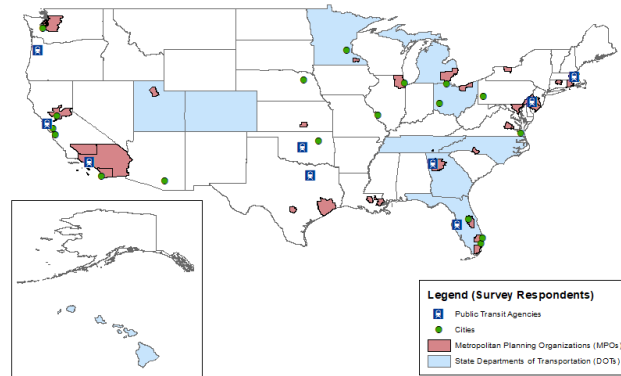 Legend (Survey Respondents)
Public Transit Agencies
Cities
Metropolitan Planning Organizations (MPOs)
State Departments of Transportation (DOTs)